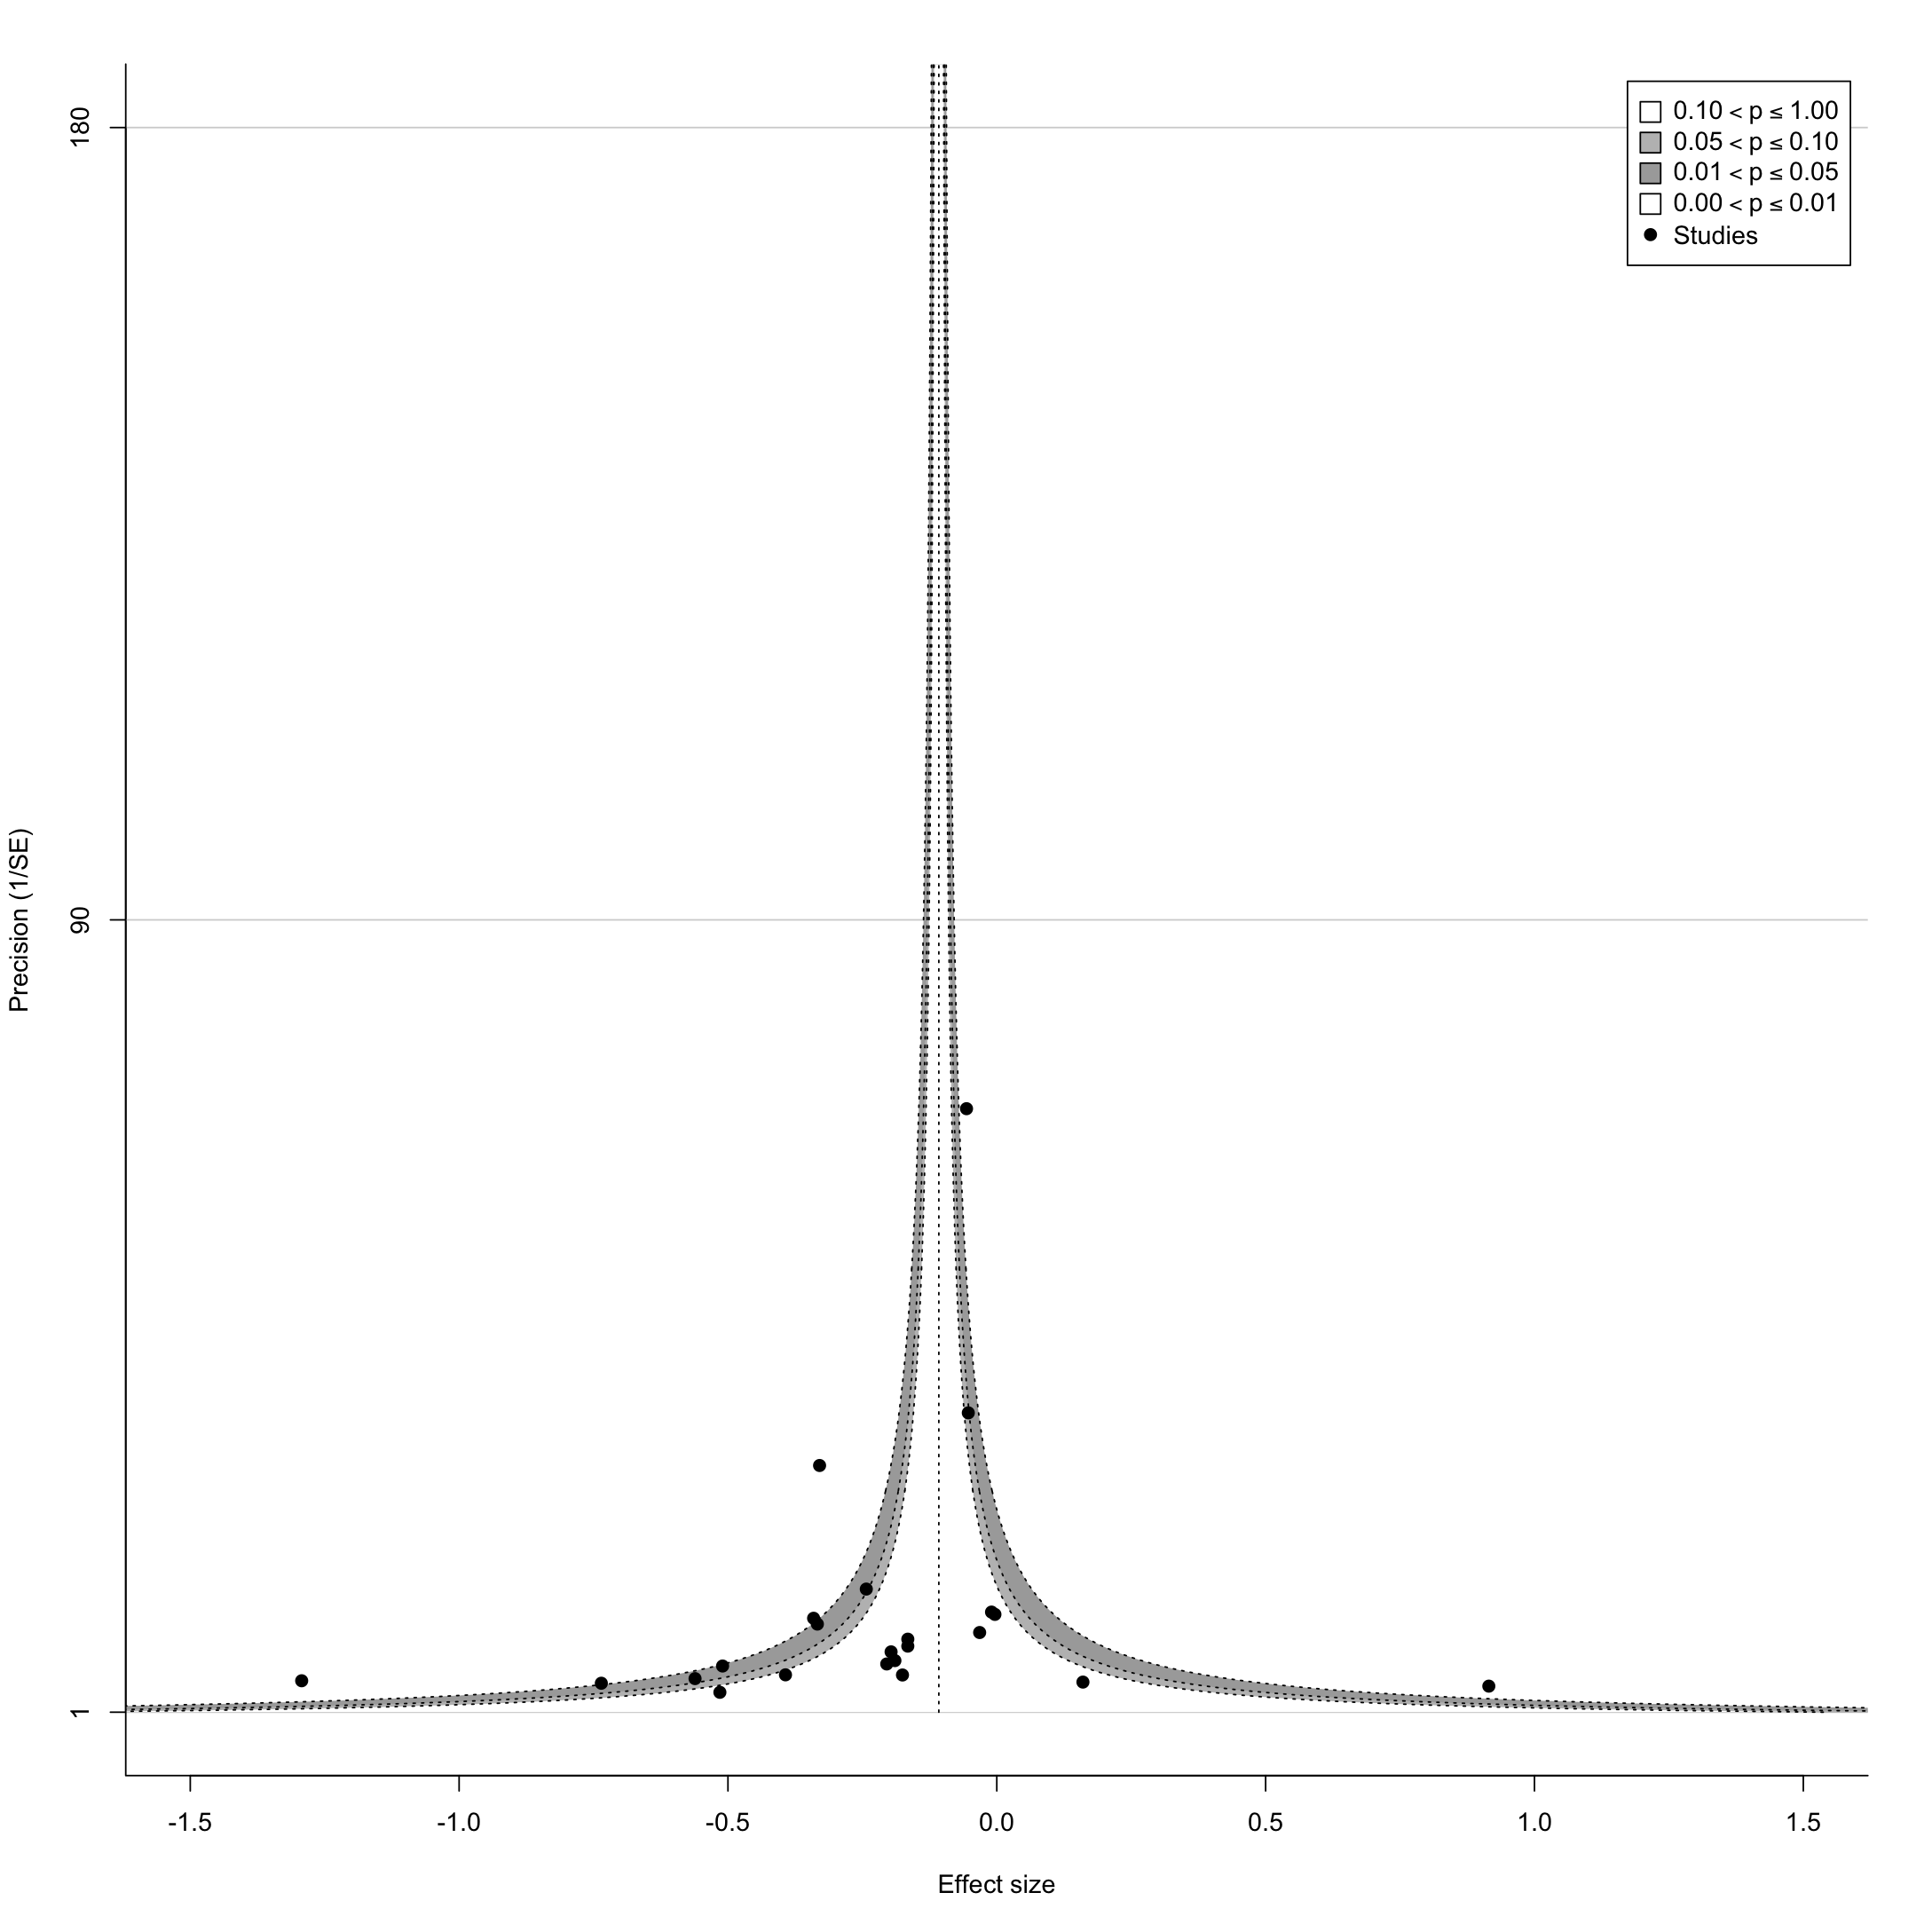 0.10 < p ≤ 1.00
0.05 < p ≤ 0.10
0.01 < p ≤ 0.05
0.00 < p ≤ 0.01
Studies
180
90
1
Precision (1/SE)
-1.5 -1.0 -0.5 0.0 0.5 1.0 1.5
Effect size